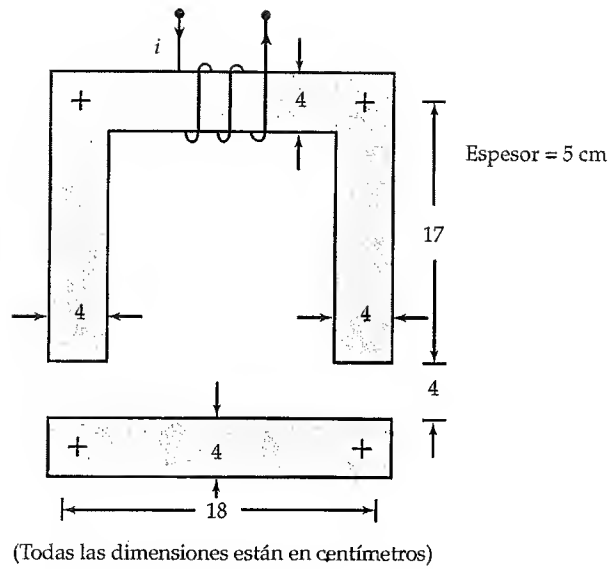 i
4
Espesor = 5 cm
17
4
4
4
4
18
(Todas las dimensiones están en centímetros)